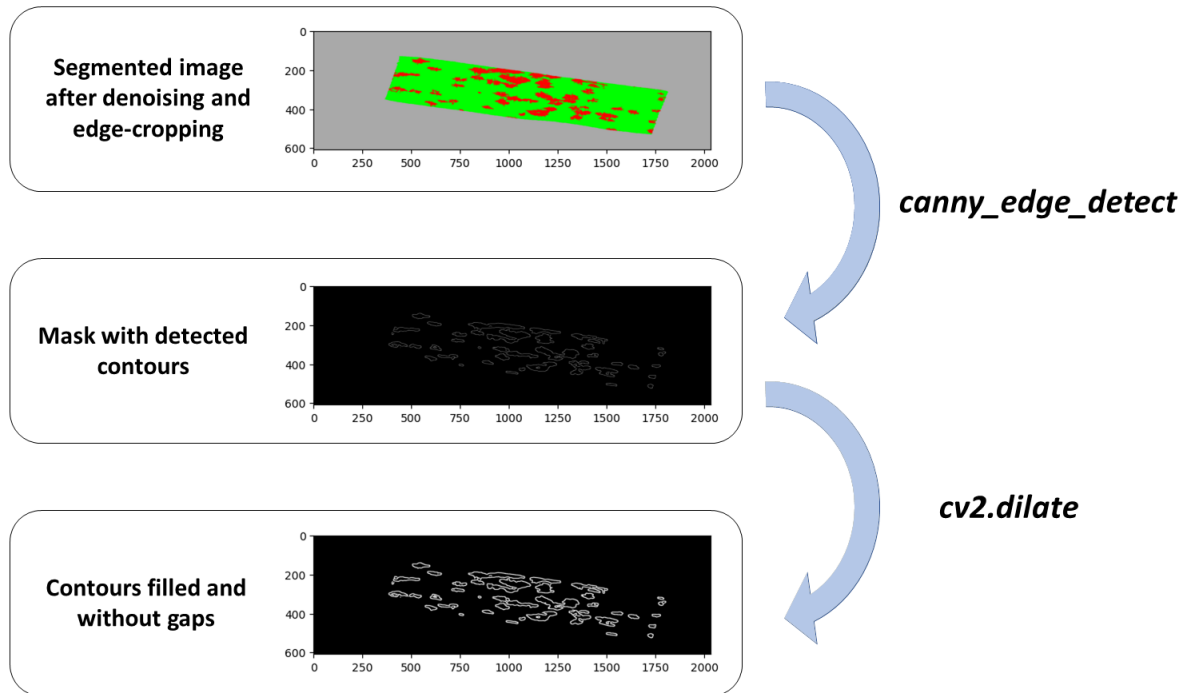 Segmented image
after denoising and
edge-cropping
0
200
400
600
0 250 500 750 1000 1250 1500 1750 2000
canny_edge_detect
Mask with detected
contours
0
200
400
600
0 250 500 750 1000 1250 1500 1750 2000
cv2.dilate
Contours filled and
without gaps
0
200
400
600
0 250 500 750 1000 1250 1500 1750 2000